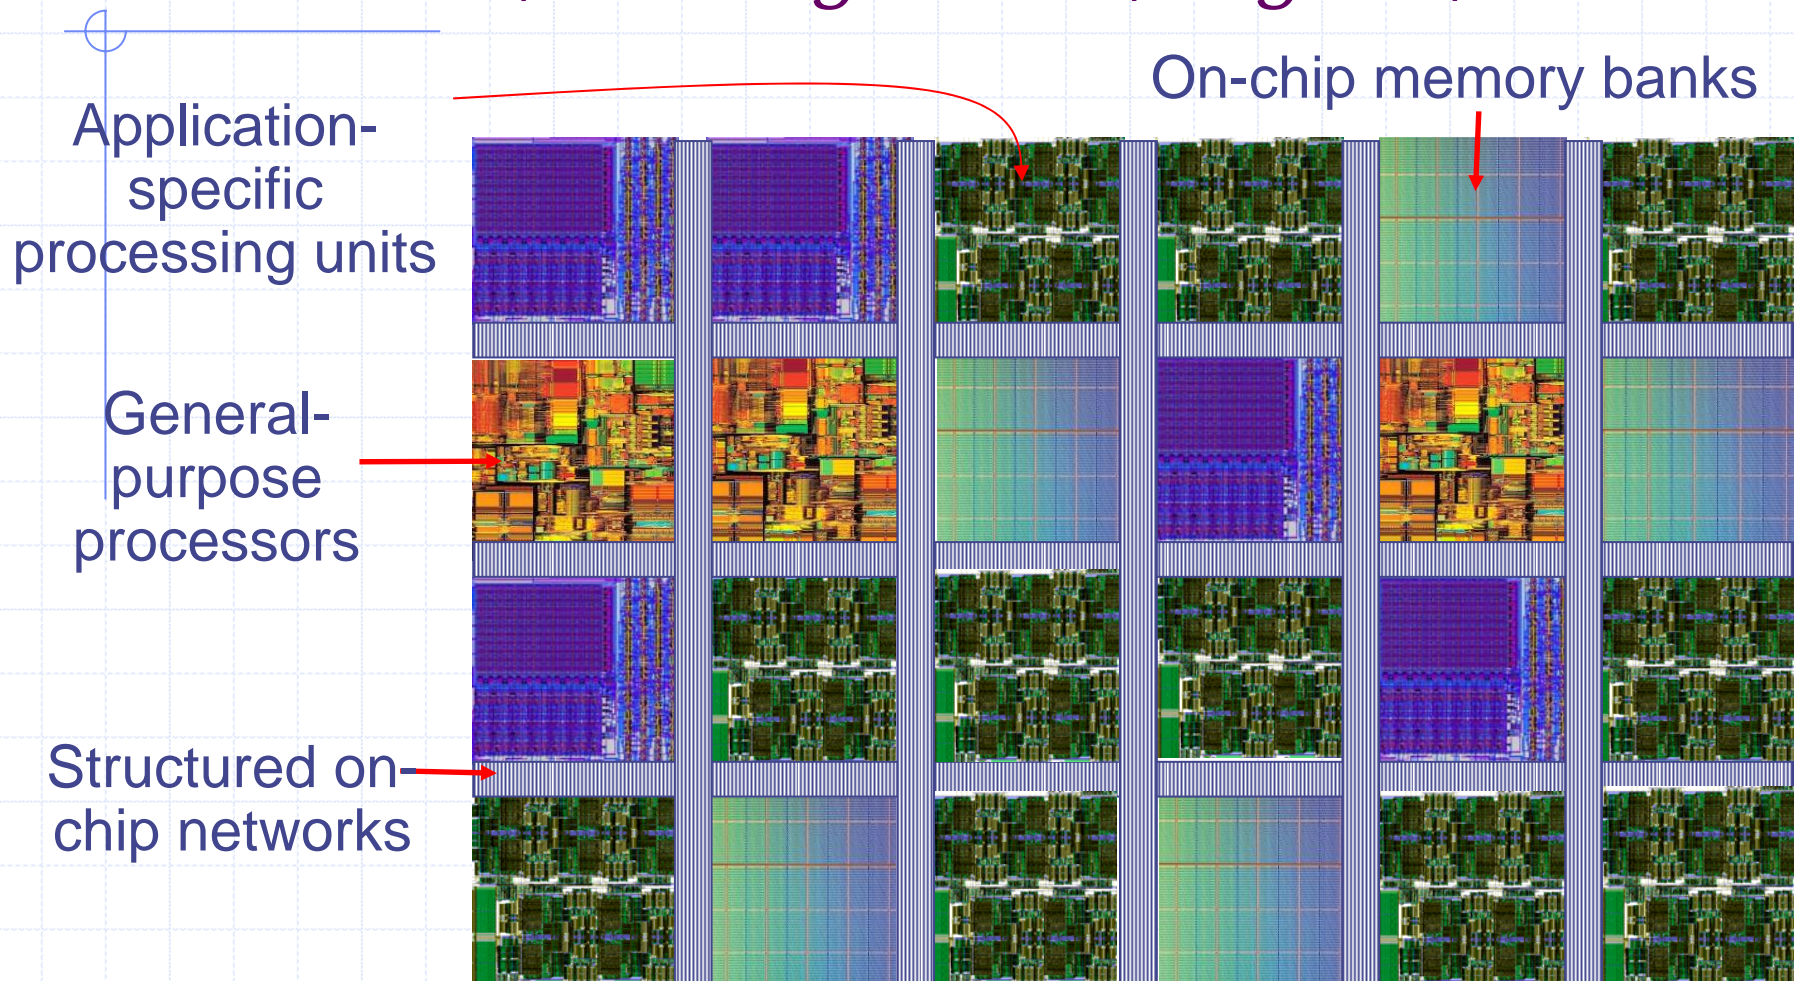 On-chip memory banks
Application-
specific
processing units
General-
purpose
processors
Structured on-
chip networks